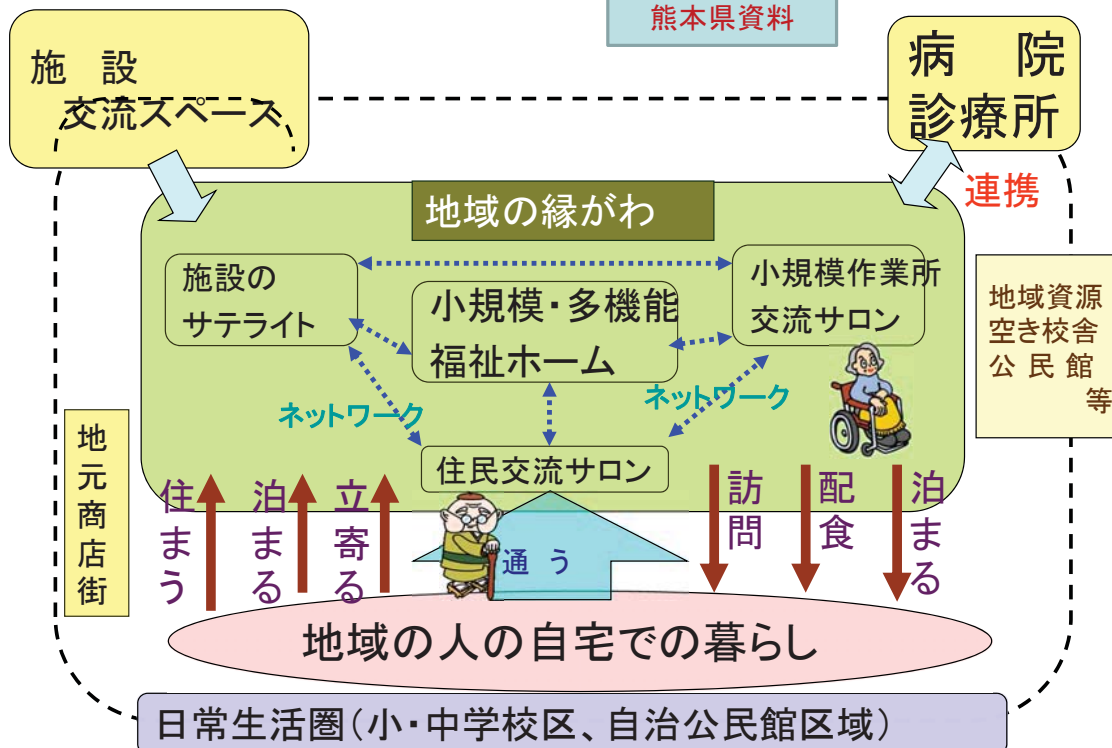 熊本県資料
施 設
交流スペース
病 院
診療所
連携
地域の縁がわ
施設の
サテライト
小規模・多機能
福祉ホーム
小規模作業所
交流サロン
地域資源
空き校舎
公 民 館
等
ネットワーク
ネットワーク
地元商店街
住民交流サロン
住まう
泊まる
立寄る
通 う
訪問
配食
泊まる
地域の人の自宅での暮らし
日常生活圏(小・中学校区、自治公民館区域)